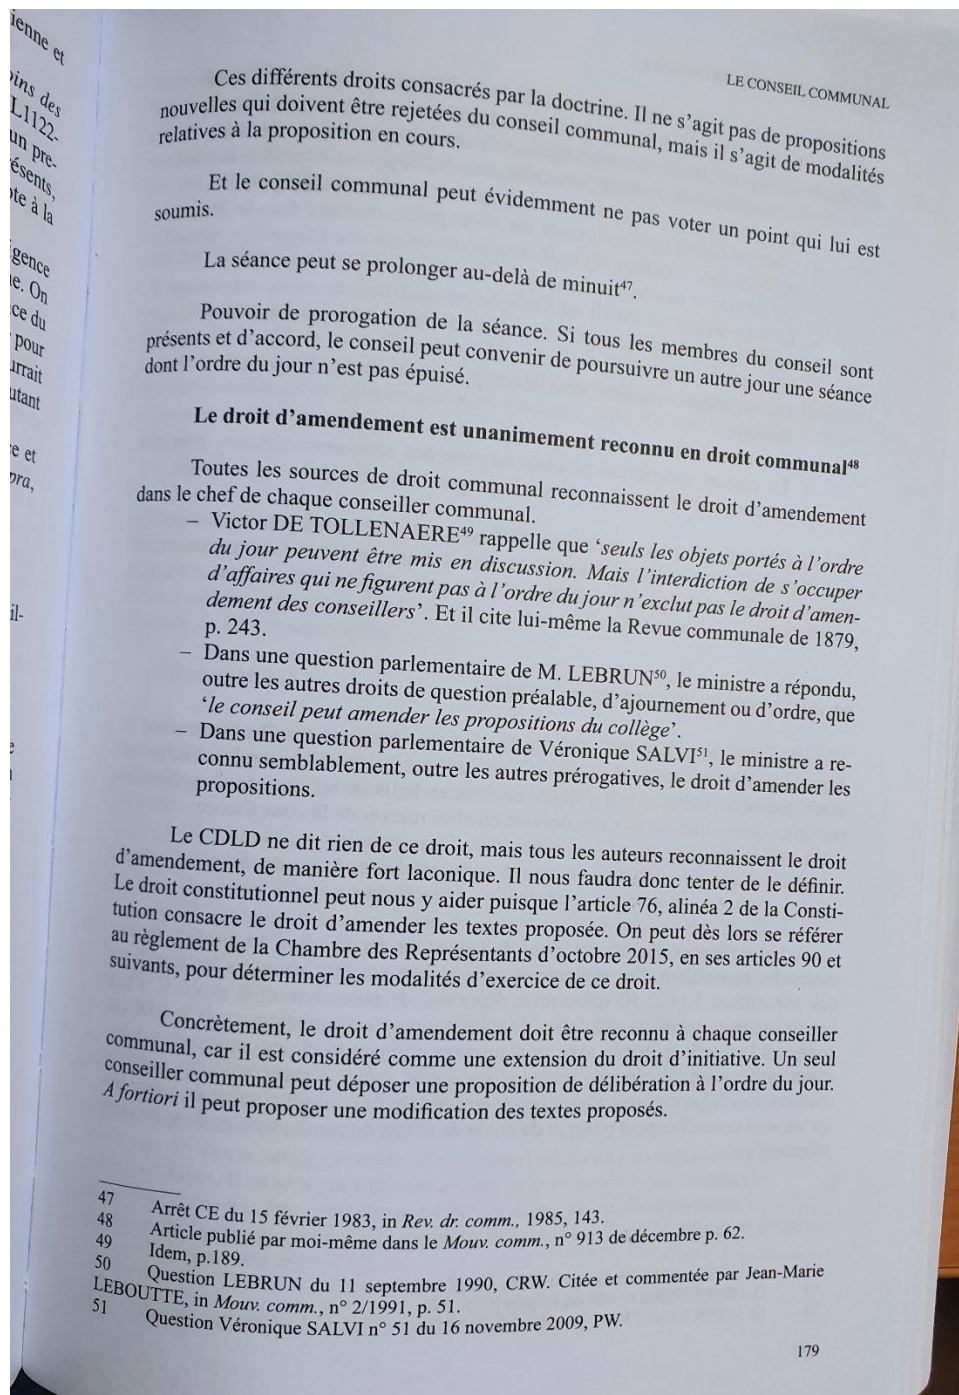 ienne et
ins des
L1122-
un pre-
ésents,
te à la
gence
e. On
ce du
pour
urrait
utant
e et
pra,
il-
LE CONSEIL COMMUNAL
Ces différents droits consacrés par la doctrine. Il ne s'agit pas de propositions
nouvelles qui doivent être rejetées du conseil communal, mais il s'agit de modalités
relatives à la proposition en cours.
Et le conseil communal peut évidemment ne pas voter un point qui lui est
soumis.
La séance peut se prolonger au-delà de minuit47.
Pouvoir de prorogation de la séance. Si tous les membres du conseil sont
présents et d'accord, le conseil peut convenir de poursuivre un autre jour une séance
dont l'ordre du jour n'est pas épuisé.
Le droit d'amendement est unanimement reconnu en droit communal48
Toutes les sources de droit communal reconnaissent le droit d'amendement
dans le chef de chaque conseiller communal.
– Victor DE TOLLENAERE49 rappelle que 'seuls les objets portés à l'ordre
du jour peuvent être mis en discussion. Mais l'interdiction de s'occuper
d'affaires qui ne figurent pas à l'ordre du jour n'exclut pas le droit d'amen-
dement des conseillers'. Et il cite lui-même la Revue communale de 1879,
p. 243.
– Dans une question parlementaire de M. LEBRUN50, le ministre a répondu,
outre les autres droits de question préalable, d'ajournement ou d'ordre, que
'le conseil peut amender les propositions du collège'.
– Dans une question parlementaire de Véronique SALVI51, le ministre a re-
connu semblablement, outre les autres prérogatives, le droit d'amender les
propositions.
Le CDLD ne dit rien de ce droit, mais tous les auteurs reconnaissent le droit
d'amendement, de manière fort laconique. Il nous faudra donc tenter de le définir.
Le droit constitutionnel peut nous y aider puisque l'article 76, alinéa 2 de la Consti-
tution consacre le droit d'amender les textes proposée. On peut dès lors se référer
au règlement de la Chambre des Représentants d'octobre 2015, en ses articles 90 et
suivants, pour déterminer les modalités d'exercice de ce droit.
Concrètement, le droit d'amendement doit être reconnu à chaque conseiller
communal, car il est considéré comme une extension du droit d'initiative. Un seul
conseiller communal peut déposer une proposition de délibération à l'ordre du jour.
A fortiori il peut proposer une modification des textes proposés.
47 Arrêt CE du 15 février 1983, in Rev. dr. comm., 1985, 143.
48 Article publié par moi-même dans le Mouv. comm., n° 913 de décembre p. 62.
49 Idem, p.189.
50 Question LEBRUN du 11 septembre 1990, CRW. Citée et commentée par Jean-Marie
LEBOUTTE, in Mouv. comm., n° 2/1991, p. 51.
51 Question Véronique SALVI n° 51 du 16 novembre 2009, PW.
179